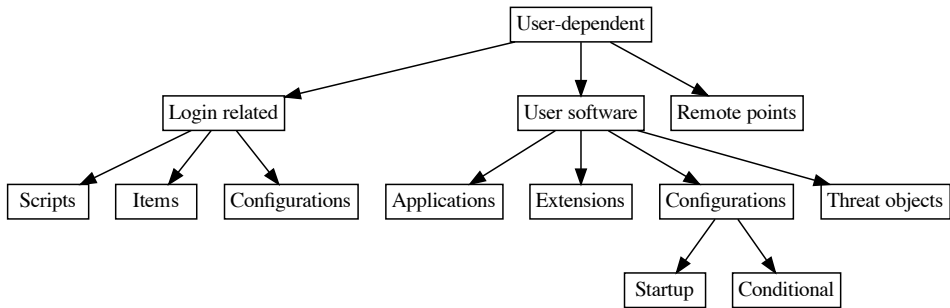 User-dependent
Login related
User software
Remote points
Scripts
Items
Configurations
Applications
Extensions
Configurations
Threat objects
Startup
Conditional